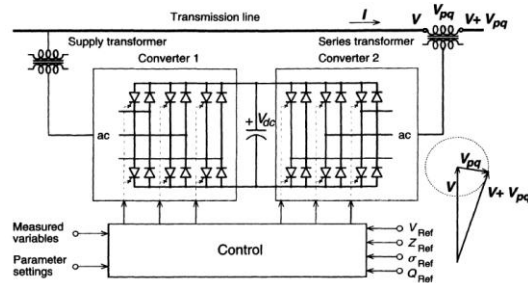 Transmission line
I
V
Vpq
V+ Vpq
Supply transformer
Series transformer
Converter 1
Converter 2
ac
+ Vdc
ac
Vpq
V
V+ Vpq
Measured variables
Parameter settings
Control
VRef
ZRef
σRef
QRef